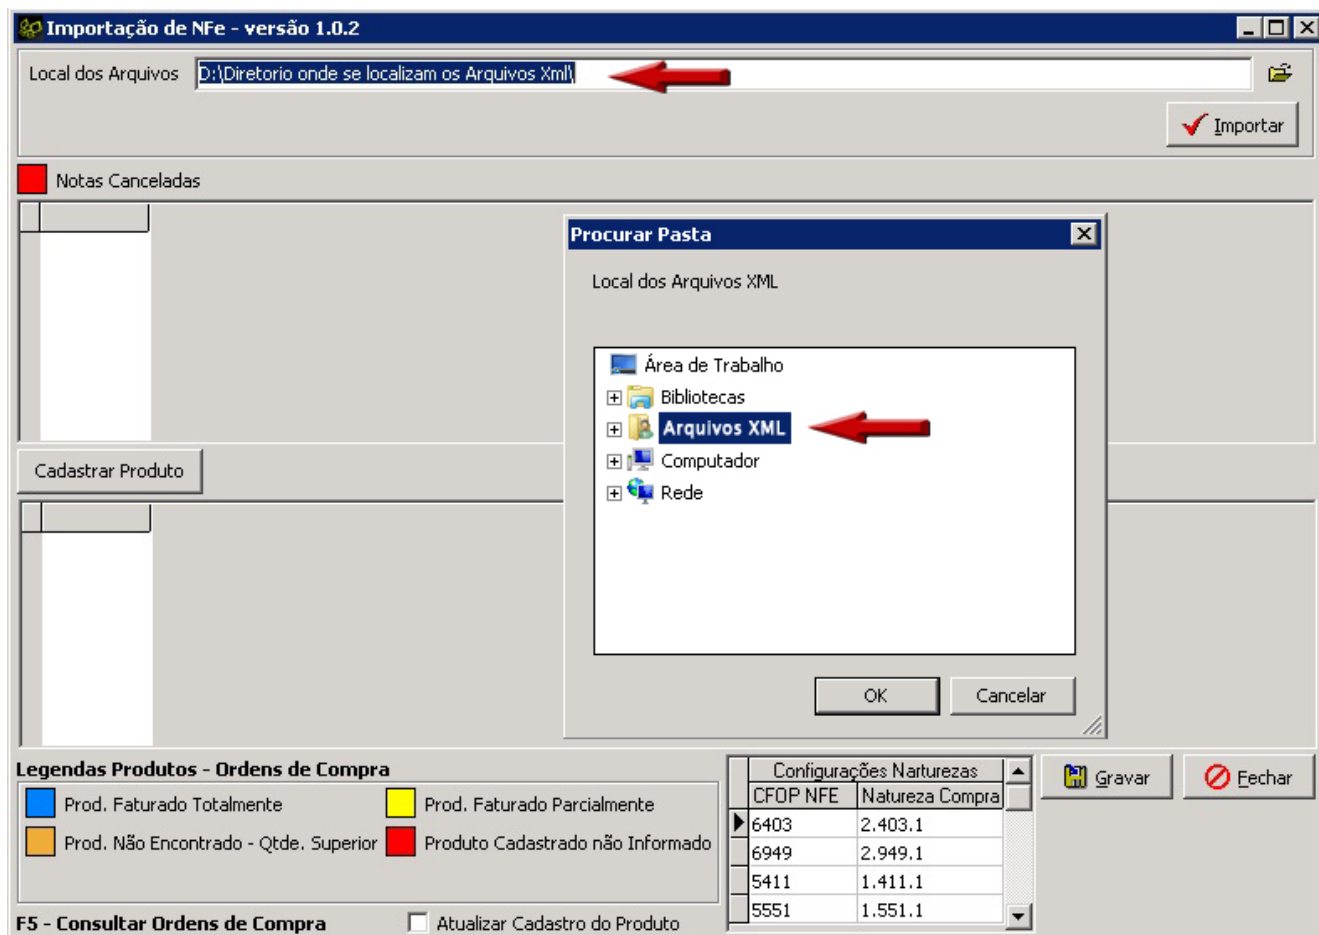 Importação de NFe - versão 1.0.2
Local dos Arquivos D:\Diretorio onde se localizam os Arquivos Xml\
Importar
Notas Canceladas
Procurar Pasta
Local dos Arquivos XML
Área de Trabalho
Bibliotecas
Arquivos XML
Computador
Rede
OK Cancelar
Cadastrar Produto
Legendas Produtos - Ordens de Compra
Prod. Faturado Totalmente Prod. Faturado Parcialmente
Prod. Não Encontrado - Qtde. Superior Produto Cadastrado não Informado
F5 - Consultar Ordens de Compra Atualizar Cadastro do Produto
Configurações Narturezas
CFOP NFE Natureza Compra
6403 2.403.1
6949 2.949.1
5411 1.411.1
5551 1.551.1
Gravar Fechar